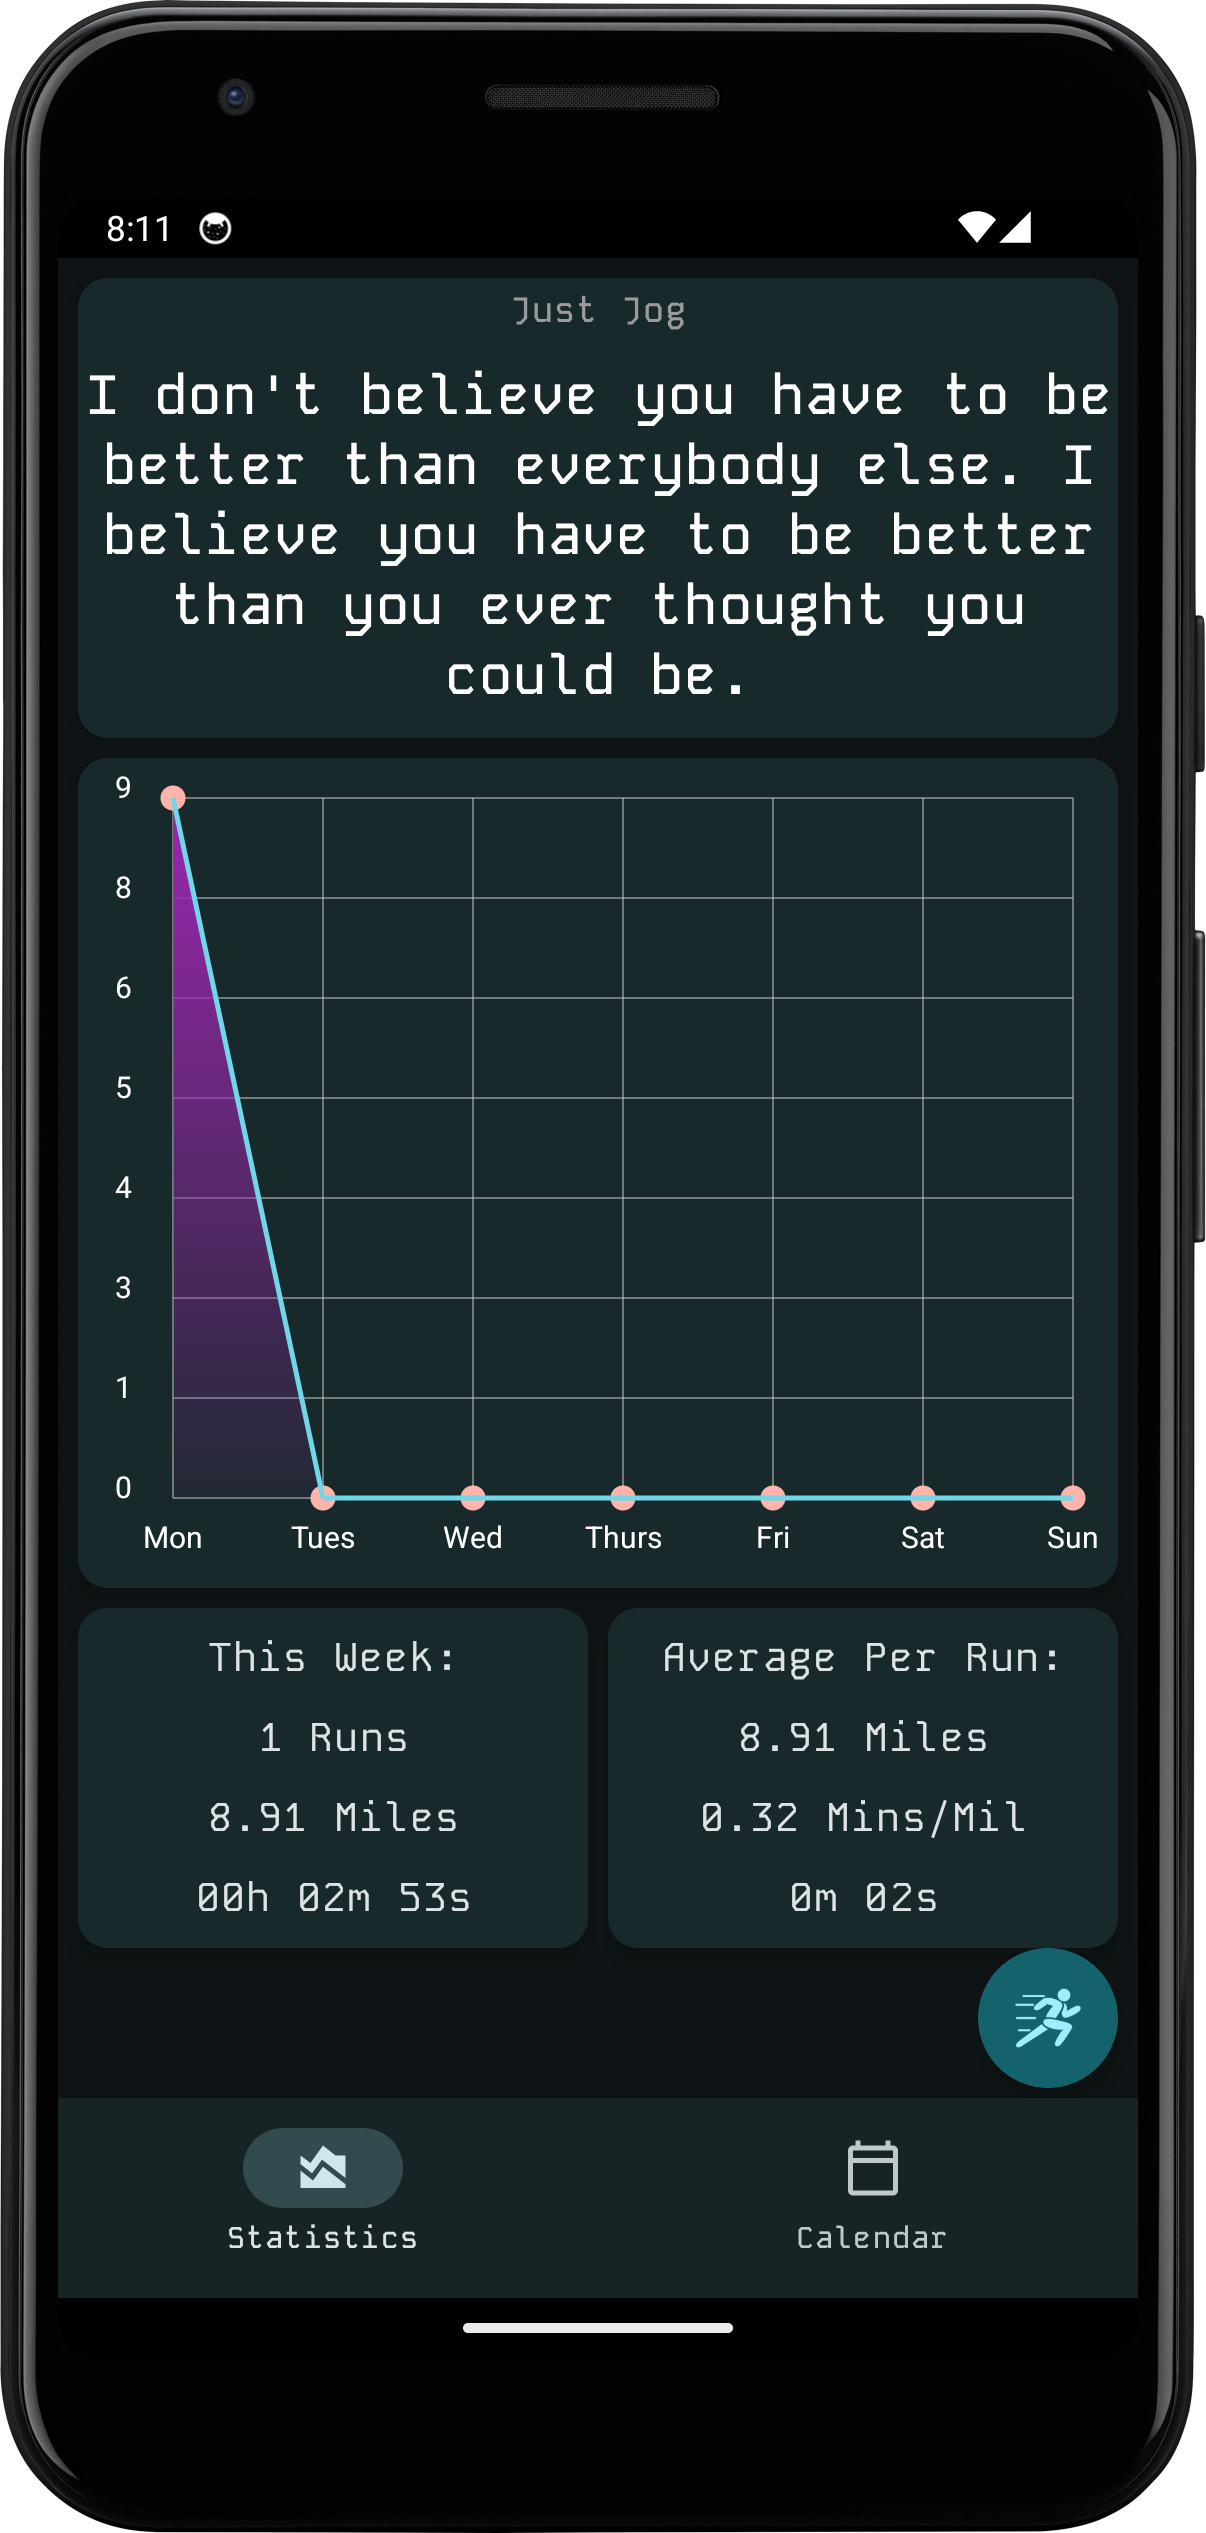 8:11
Just Jog
I don't believe you have to be
better than everybody else. I
believe you have to be better
than you ever thought you
could be.
9
8
6
5
4
3
1
0
Mon Tues Wed Thurs Fri Sat Sun
This Week:
1 Runs
8.91 Miles
00h 02m 53s
Average Per Run:
8.91 Miles
0.32 Mins/Mil
0m 02s
Statistics
Calendar